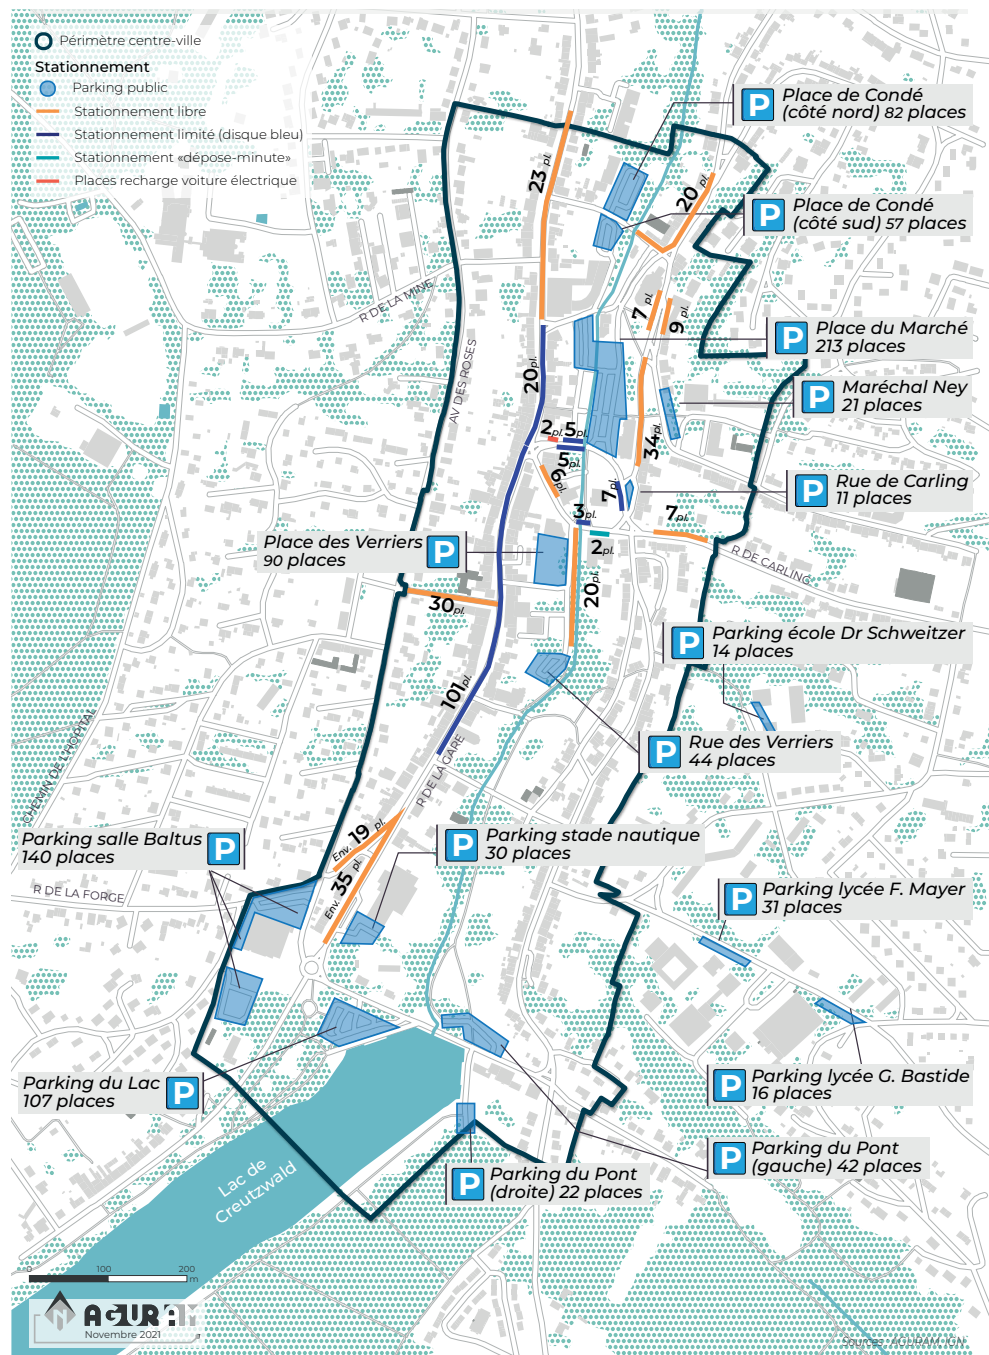 Périmètre centre-ville
Stationnement
Parking public
Stationnement libre
Stationnement limité (disque bleu)
Stationnement «dépose-minute»
Places recharge voiture électrique
P
Place de Condé
(côté nord) 82 places
23 pl.
20 pl.
P
Place de Condé
(côté sud) 57 places
R DE LA MINE
7 pl.
9 pl.
P
Place du Marché
213 places
AV DES ROSES
20 pl.
P
Maréchal Ney
21 places
2 pl.
5 pl.
34 pl.
5 pl.
6 pl.
7 pl.
P
Rue de Carling
11 places
3 pl.
7 pl.
Place des Verriers
90 places
P
2 pl.
R DE CARLING
30 pl.
20 pl.
P
Parking école Dr Schweitzer
14 places
101 pl.
CHEMIN DE L'HOPITAL
R DE LA GARE
P
Rue des Verriers
44 places
Parking salle Baltus
140 places
P
Env. 19 pl.
P
Parking stade nautique
30 places
Env. 35 pl.
R DE LA FORGE
P
Parking lycée F. Mayer
31 places
Parking du Lac
107 places
P
P
Parking lycée G. Bastide
16 places
P
Parking du Pont
(gauche) 42 places
Lac de
Creutzwald
P
Parking du Pont
(droite) 22 places
0 100 200
m
AGURAM
Novembre 2021
Sources : AGURAM, IGN